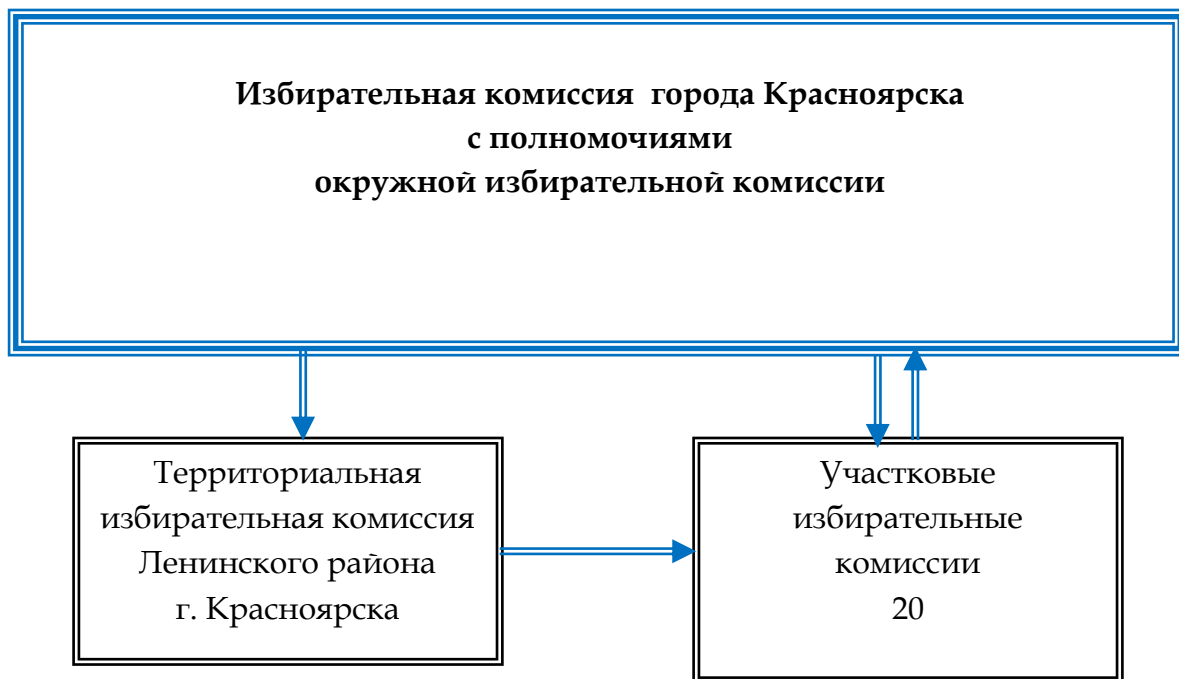 Избирательная комиссия города Красноярска
с полномочиями
окружной избирательной комиссии
Территориальная
избирательная комиссия
Ленинского района
г. Красноярска
Участковые
избирательные
комиссии
20